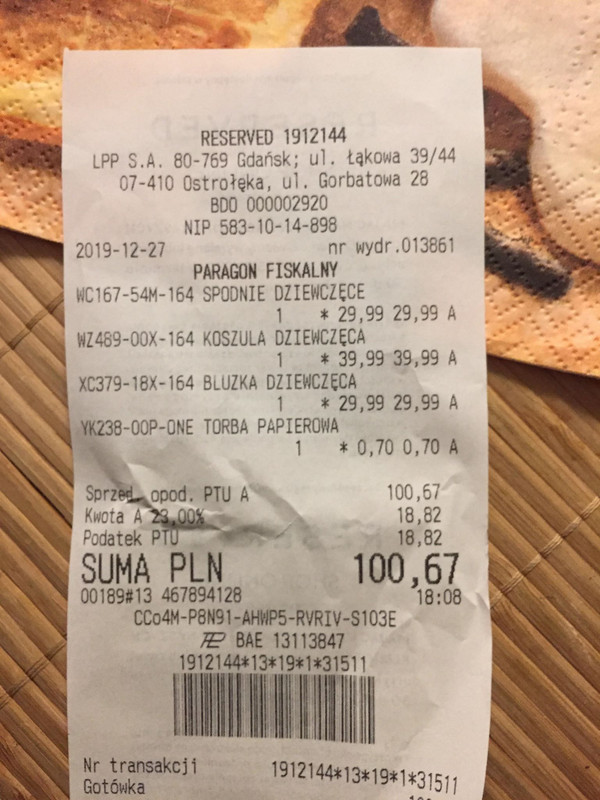 RESERVED 1912144
LPP S.A. 80-769 Gdańsk; ul. Łąkowa 39/44
07-410 Ostrołęka, ul. Gorbatowa 28
BDO 000002920
NIP 583-10-14-898
2019-12-27 nr wydr.013861
PARAGON FISKALNY
WC167-54M-164 SPODNIE DZIEWCZĘCE
1 * 29,99 29,99 A
WZ489-00X-164 KOSZULA DZIEWCZĘCA
1 * 39,99 39,99 A
XC379-18X-164 BLUZKA DZIEWCZĘCA
1 * 29,99 29,99 A
YK238-00P-ONE TORBA PAPIEROWA
1 * 0,70 0,70 A
Sprzed. opod. PTU A 100,67
Kwota A 23,00% 18,82
Podatek PTU 18,82
SUMA PLN 100,67
00189#13 467894128 18:08
CCo4M-P8N91-AHWP5-RVRIV-S103E
BAE 13113847
1912144*13*19*1*31511
Nr transakcji 1912144*13*19*1*31511
Gotówka